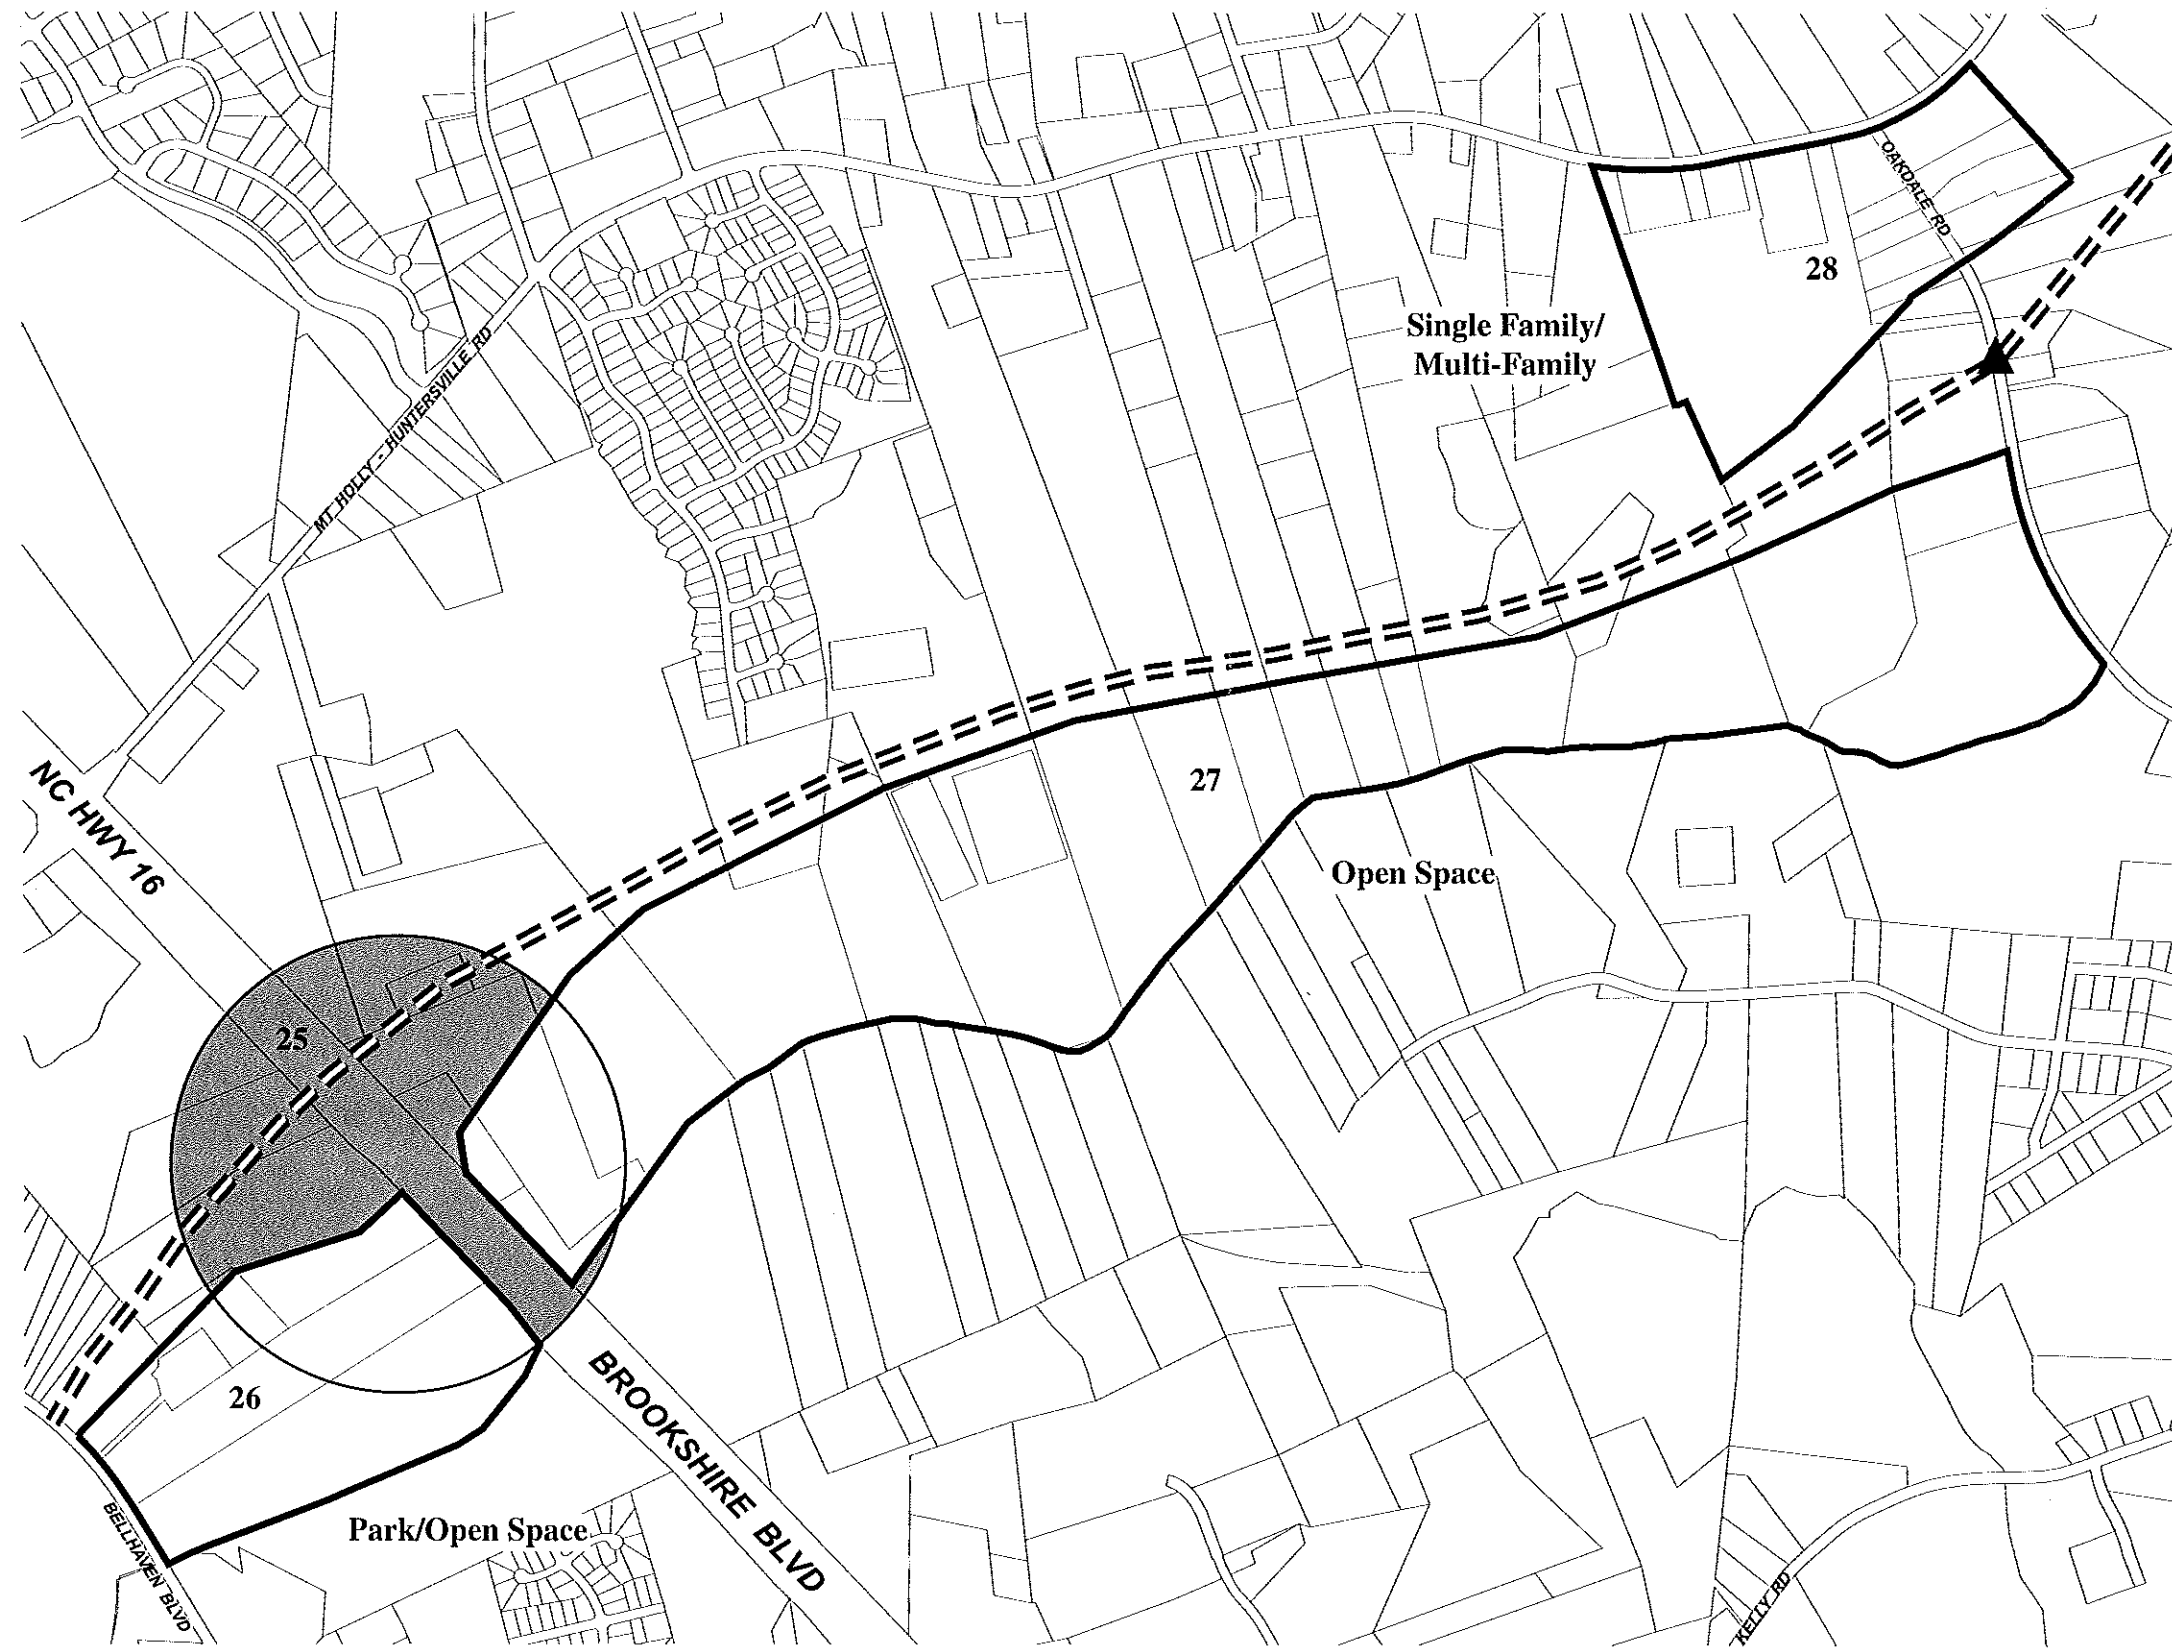 OAKDALE RD
28
Single Family/
Multi-Family
MT HOLLY - HUNTERSVILLE RD
27
NC HWY 16
Open Space
25
26
BROOKSHIRE BLVD
Park/Open Space
BELLHAVEN BLVD
KELLY RD